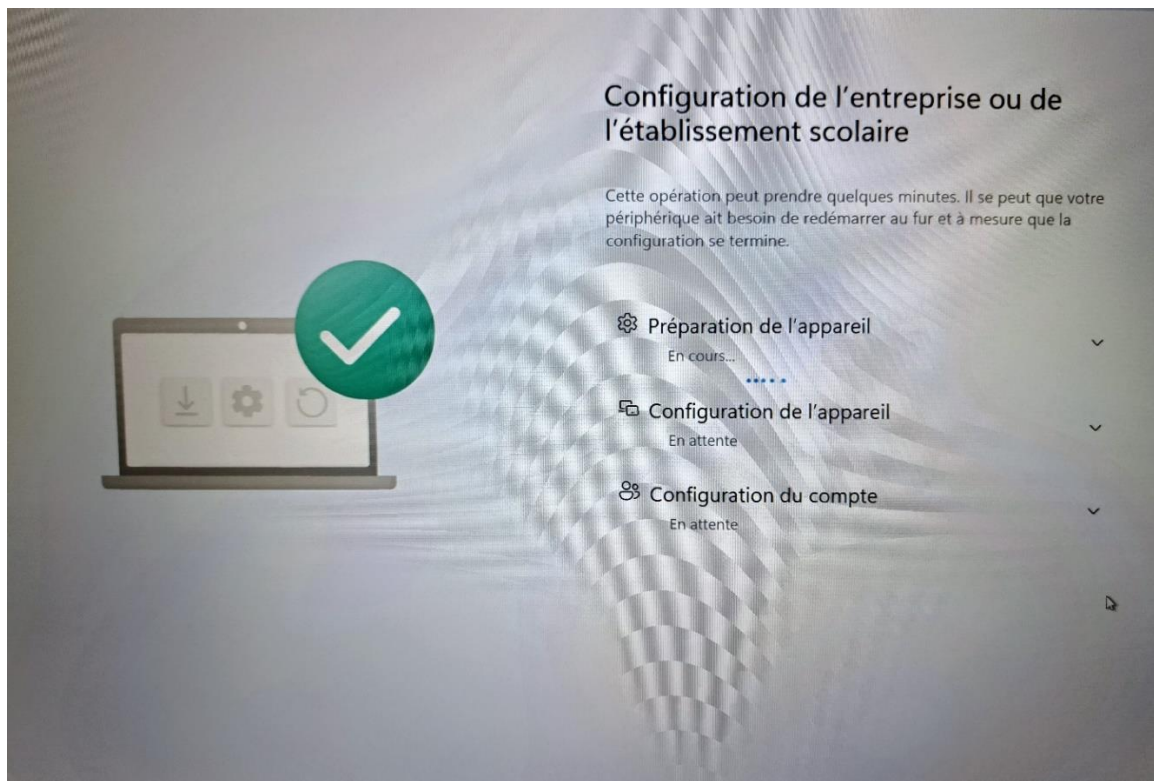 Configuration de l'entreprise ou de
l'établissement scolaire
Cette opération peut prendre quelques minutes. Il se peut que votre
périphérique ait besoin de redémarrer au fur et à mesure que la
configuration se termine.
Préparation de l'appareil
En cours...
Configuration de l'appareil
En attente
Configuration du compte
En attente